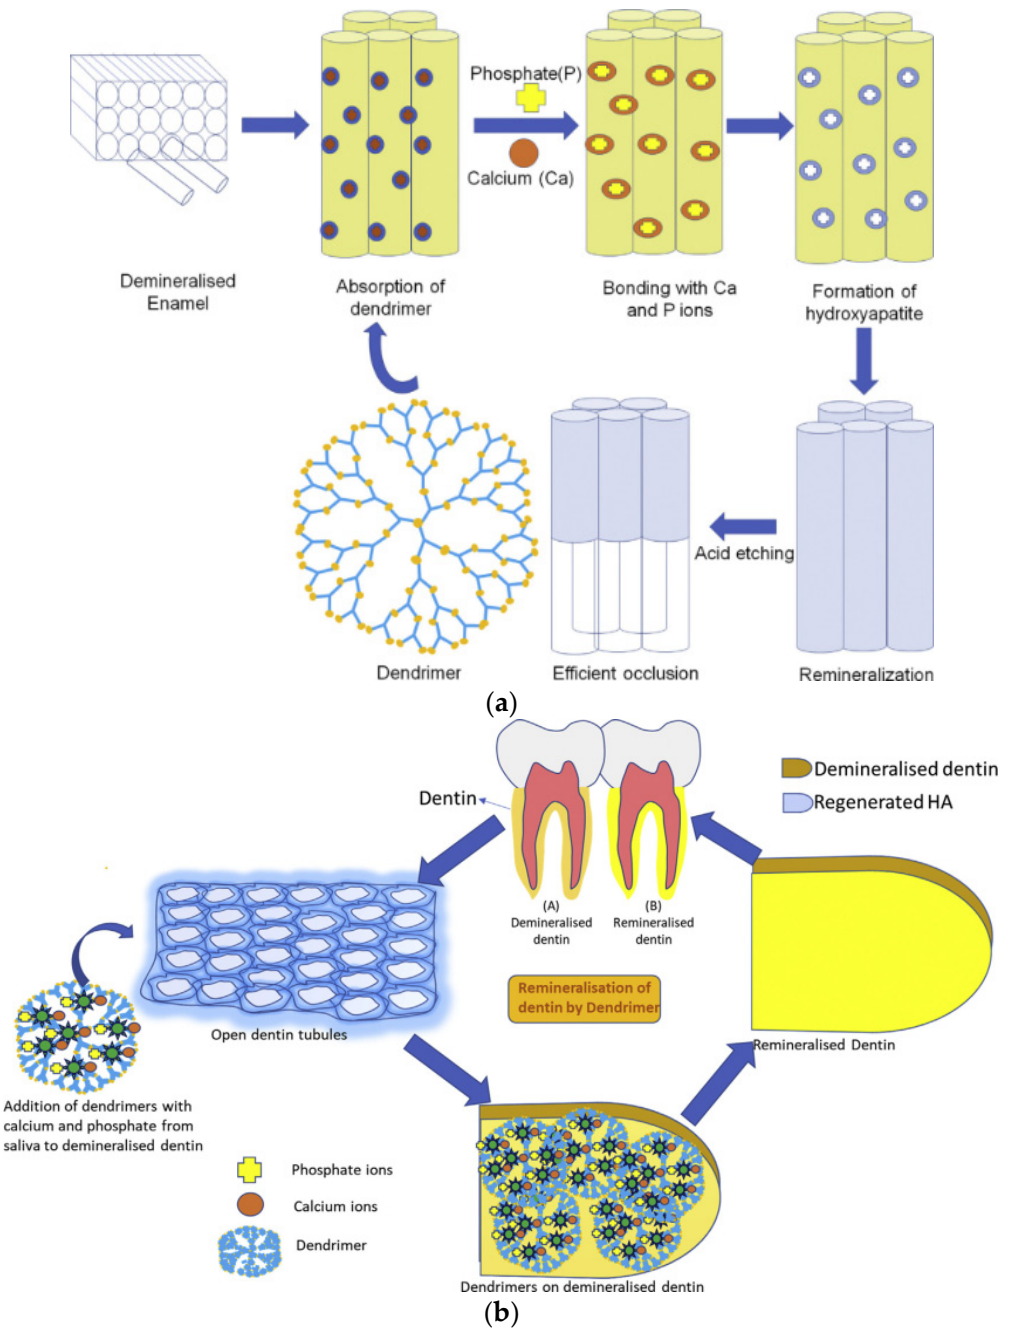 Phosphate(P)
Calcium (Ca)
Demineralised
Enamel
Absorption of
dendrimer
Bonding with Ca
and P ions
Formation of
hydroxyapatite
Acid etching
Dendrimer
Efficient occlusion
Remineralization
(a)
Demineralised dentin
Regenerated HA
Dentin
(A)
Demineralised
dentin
(B)
Remineralised
dentin
Remineralisation of
dentin by Dendrimer
Open dentin tubules
Remineralised Dentin
Addition of dendrimers with
calcium and phosphate from
saliva to demineralised dentin
Phosphate ions
Calcium ions
Dendrimer
Dendrimers on demineralised dentin
(b)